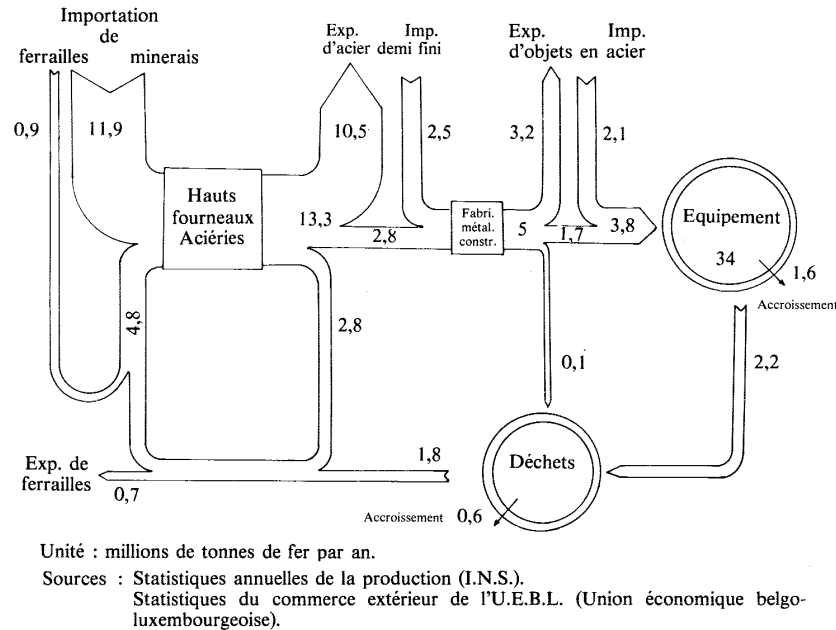 Importation
de
ferrailles minerais
Exp. Imp.
d'acier demi fini
Exp. Imp.
d'objets en acier
0,9
11,9
10,5
2,5
3,2
2,1
Hauts
fourneaux
Aciéries
13,3
2,8
Fabri.
métal.
constr.
5
1,7
3,8
Equipement
34
1,6
Accroissement
4,8
2,8
0,1
2,2
Exp. de
ferrailles
0,7
1,8
Déchets
Accroissement 0,6
Unité : millions de tonnes de fer par an.
Sources : Statistiques annuelles de la production (I.N.S.).
Statistiques du commerce extérieur de l'U.E.B.L. (Union économique belgo-
luxembourgeoise).